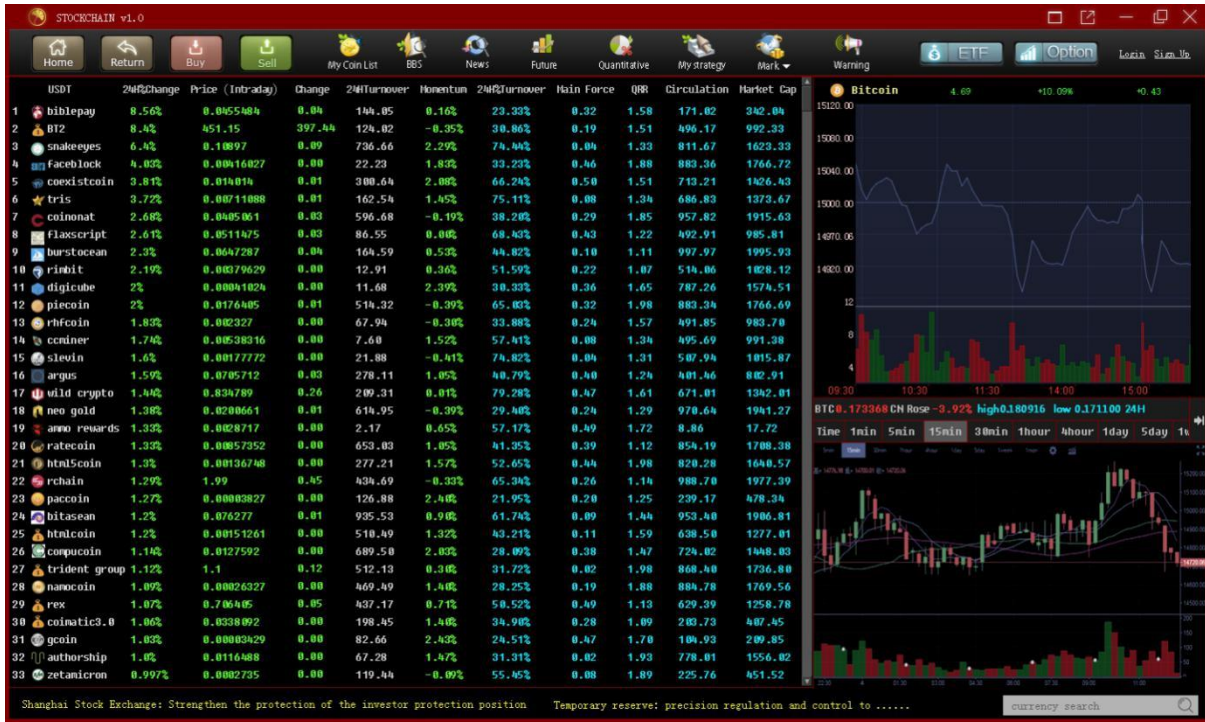 STOCKCHAIN v1.0
Home Return Buy Sell My Coin List BBS News Future Quantitative My strategy Mark Warning ETF Option Login Sign Up
USDT 24H%Change Price (Intraday) Change 24HTurnover Momentum 24H%Turnover Main Force QRR Circulation Market Cap
1 biblepay 8.56% 0.0455484 0.04 144.05 0.16% 23.33% 0.32 1.58 171.02 342.04
2 BT2 8.4% 451.15 397.44 124.02 -0.35% 30.86% 0.19 1.51 496.17 992.33
3 snakeeyes 6.4% 0.10897 0.09 736.66 2.29% 74.44% 0.04 1.33 811.67 1623.33
4 faceblock 4.03% 0.00416027 0.00 22.23 1.83% 33.23% 0.46 1.88 883.36 1766.72
5 coexistcoin 3.81% 0.014014 0.01 300.64 2.08% 66.24% 0.50 1.51 713.21 1426.43
6 tris 3.72% 0.00711088 0.01 162.54 1.45% 75.11% 0.08 1.34 686.83 1373.67
7 coinonat 2.68% 0.0405061 0.03 596.68 -0.19% 38.20% 0.29 1.85 957.82 1915.63
8 flaxscript 2.61% 0.0511475 0.03 86.55 0.00% 68.43% 0.43 1.22 492.91 985.81
9 burstocean 2.3% 0.0647287 0.04 164.59 0.53% 44.82% 0.10 1.11 997.97 1995.93
10 rimbit 2.19% 0.00379629 0.00 12.91 0.36% 51.59% 0.22 1.07 514.06 1028.12
11 digicube 2% 0.00041024 0.00 11.68 2.39% 30.33% 0.36 1.65 787.26 1574.51
12 piecoin 2% 0.0176405 0.01 514.32 -0.39% 65.03% 0.32 1.98 883.34 1766.69
13 rhfcoin 1.83% 0.002327 0.00 67.94 -0.30% 33.88% 0.24 1.57 491.85 983.70
14 ccminer 1.74% 0.00538316 0.00 7.60 1.52% 57.41% 0.08 1.34 495.69 991.38
15 slevin 1.6% 0.00177772 0.00 21.88 -0.41% 74.82% 0.04 1.31 507.94 1015.87
16 argus 1.59% 0.0705712 0.03 278.11 1.05% 40.79% 0.40 1.24 401.46 802.91
17 wild crypto 1.44% 0.834789 0.26 209.31 0.01% 79.28% 0.47 1.61 671.01 1342.01
18 neo gold 1.38% 0.0200661 0.01 614.95 -0.39% 29.40% 0.24 1.29 970.64 1941.27
19 ammo rewards 1.33% 0.0028717 0.00 2.17 0.65% 57.17% 0.49 1.72 8.86 17.72
20 ratecoin 1.33% 0.00857352 0.00 653.03 1.05% 41.35% 0.39 1.12 854.19 1708.38
21 html5coin 1.3% 0.00136748 0.00 277.21 1.57% 52.65% 0.44 1.98 820.28 1640.57
22 rchain 1.29% 1.99 0.45 434.69 -0.33% 65.34% 0.26 1.14 988.70 1977.39
23 paccoin 1.27% 0.00003827 0.00 126.88 2.40% 21.95% 0.20 1.25 239.17 478.34
24 bitasean 1.2% 0.076277 0.01 935.53 0.90% 61.74% 0.09 1.44 953.40 1906.81
25 htmlcoin 1.2% 0.00151261 0.00 510.49 1.32% 43.21% 0.11 1.59 638.50 1277.01
26 compucoin 1.14% 0.0127592 0.00 689.50 2.03% 28.09% 0.38 1.47 724.02 1448.03
27 trident group 1.12% 1.1 0.12 512.13 0.30% 31.72% 0.02 1.98 868.40 1736.80
28 namocoin 1.09% 0.00026327 0.00 469.49 1.40% 28.25% 0.19 1.88 884.78 1769.56
29 rex 1.07% 0.706405 0.05 437.17 0.71% 50.52% 0.49 1.13 629.39 1258.78
30 coimatic3.0 1.06% 0.0338092 0.00 198.45 1.40% 34.90% 0.28 1.09 203.73 407.45
31 gcoin 1.03% 0.00003429 0.00 82.66 2.43% 24.51% 0.47 1.70 104.93 209.85
32 authorship 1.0% 0.0116488 0.00 67.28 1.47% 31.31% 0.02 1.93 778.01 1556.02
33 zetamicron 0.997% 0.0002735 0.00 119.44 -0.09% 55.45% 0.08 1.89 225.76 451.52
Bitcoin 4.69 +10.09% +0.43
15120.00
15080.00
15040.00
15000.00
14970.06
14920.00
12
8
4
09:30 10:30 11:30 14:00 15:00
BTC0.173368 CN Rose -3.92% high0.180916 low 0.171100 24H
Time 1min 5min 15min 30min 1hour 4hour 1day 5day 1w
Shanghai Stock Exchange: Strengthen the protection of the investor protection position Temporary reserve: precision regulation and control to ......
currency search